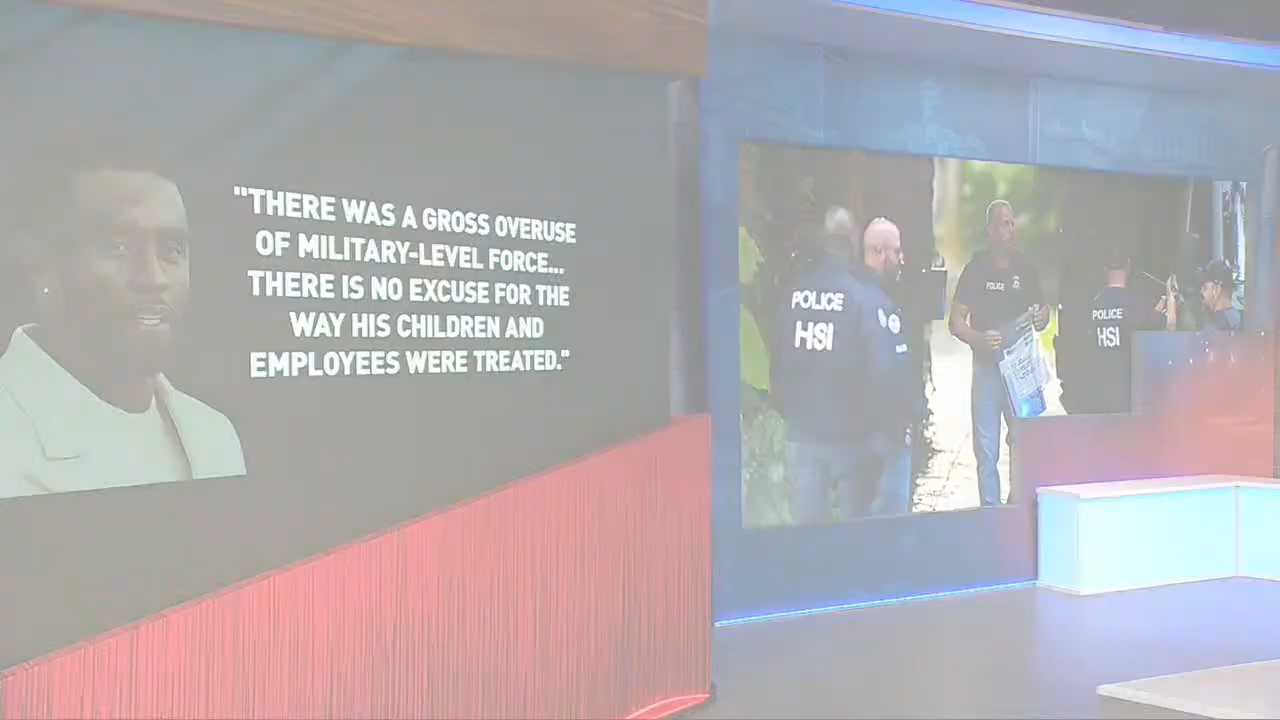 "THERE WAS A GROSS OVERUSE
OF MILITARY-LEVEL FORCE...
THERE IS NO EXCUSE FOR THE
WAY HIS CHILDREN AND
EMPLOYEES WERE TREATED."
POLICE
HSI
POLICE
POLICE
HSI